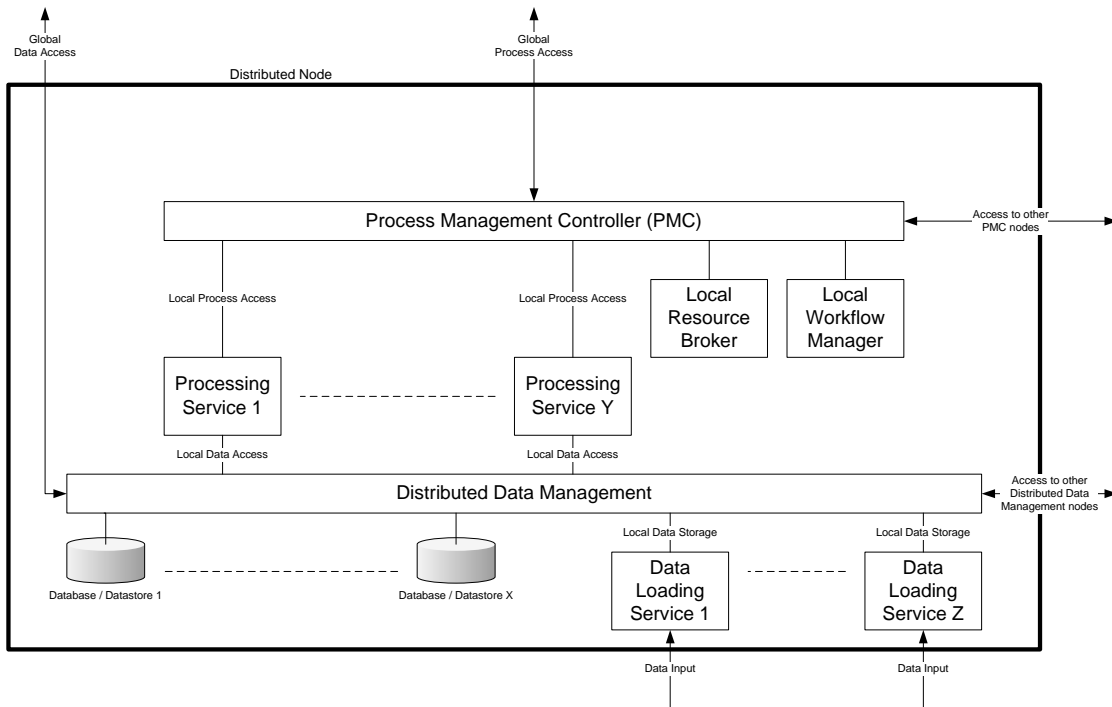 Global
Data Access
Global
Process Access
Distributed Node
Process Management Controller (PMC)
Access to other
PMC nodes
Local Process Access
Local Process Access
Local
Resource
Broker
Local
Workflow
Manager
Processing
Service 1
Processing
Service Y
Local Data Access
Local Data Access
Distributed Data Management
Access to other
Distributed Data
Management nodes
Local Data Storage
Local Data Storage
Database / Datastore 1
Database / Datastore X
Data
Loading
Service 1
Data
Loading
Service Z
Data Input
Data Input